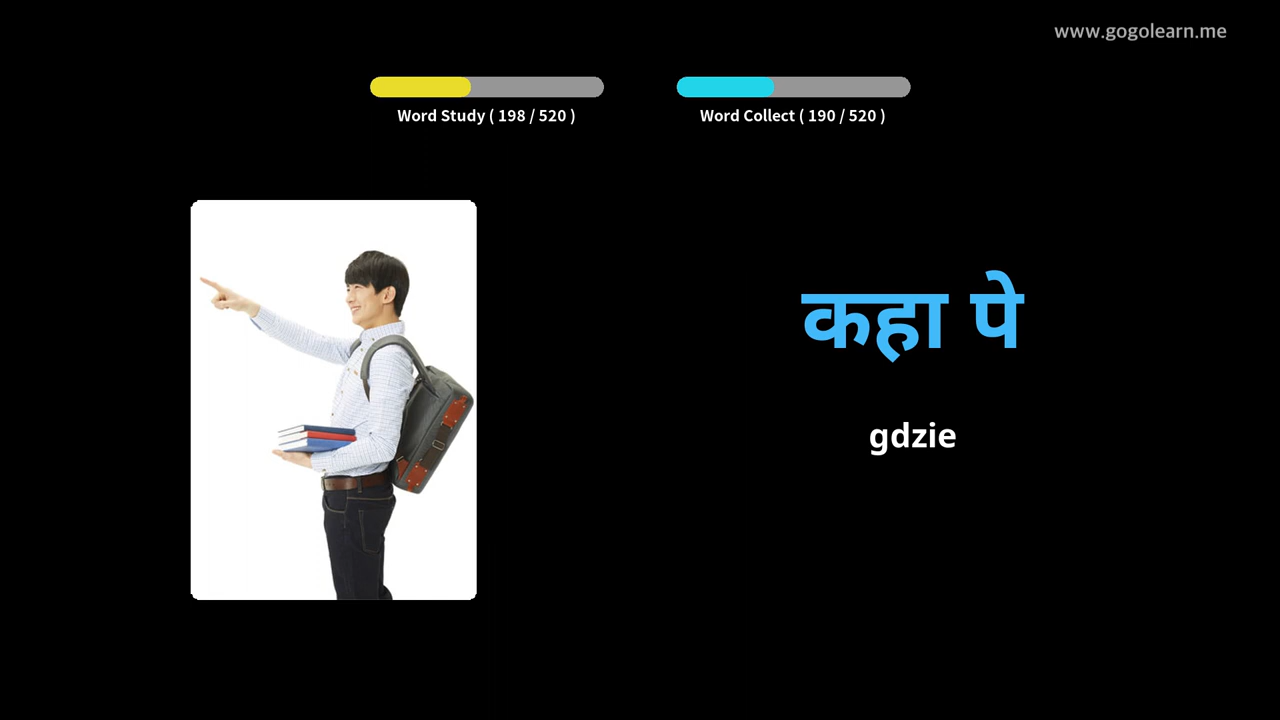 www.gogolearn.me
Word Study ( 198 / 520 )
Word Collect ( 190 / 520 )
कहा पे
gdzie